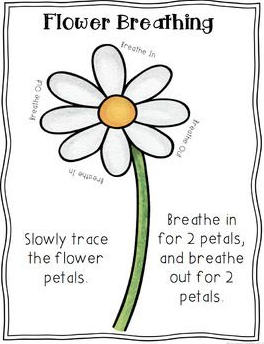 Flower Breathing
Breathe In
Breathe Out
Breathe Out
Breathe In
Slowly trace
the flower
petals.
Breathe in
for 2 petals,
and breathe
out for 2
petals.